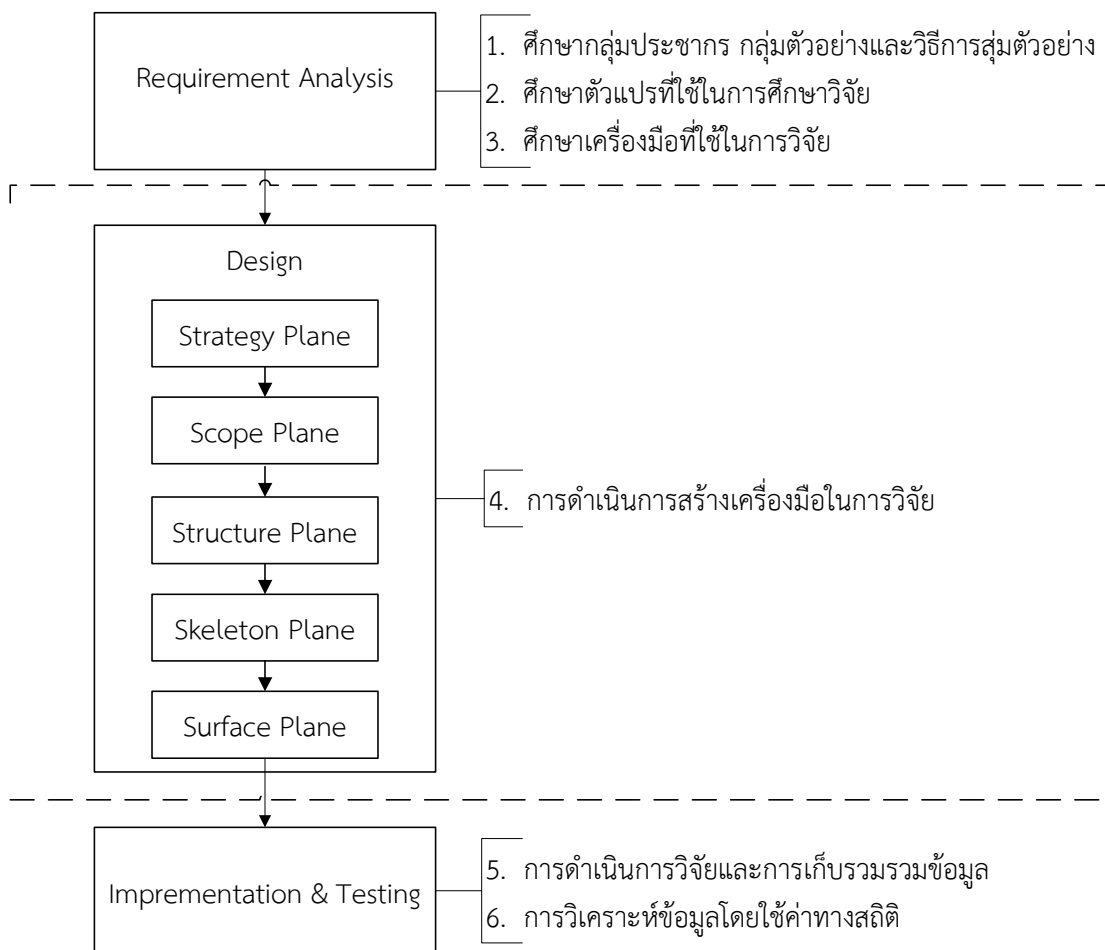 Requirement Analysis
1. ศึกษากลุ่มประชากร กลุ่มตัวอย่างและวิธีการสุ่มตัวอย่าง
2. ศึกษาตัวแปรที่ใช้ในการศึกษาวิจัย
3. ศึกษาเครื่องมือที่ใช้ในการวิจัย
Design
Strategy Plane
Scope Plane
Structure Plane
Skeleton Plane
Surface Plane
4. การดำเนินการสร้างเครื่องมือในการวิจัย
Imprementation & Testing
5. การดำเนินการวิจัยและการเก็บรวมรวมข้อมูล
6. การวิเคราะห์ข้อมูลโดยใช้ค่าทางสถิติ